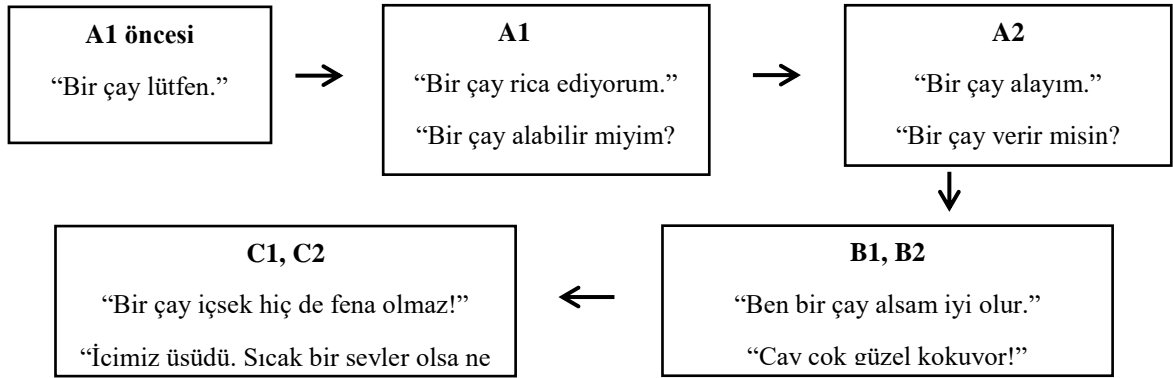 A1 öncesi
“Bir çay lütfen.”
A1
“Bir çay rica ediyorum.”
“Bir çay alabilir miyim?
A2
“Bir çay alayım.”
“Bir çay verir misin?
B1, B2
“Ben bir çay alsam iyi olur.”
“Çay çok güzel kokuyor!”
C1, C2
“Bir çay içsek hiç de fena olmaz!”
“İçimiz üşüdü. Sıcak bir şeyler olsa ne